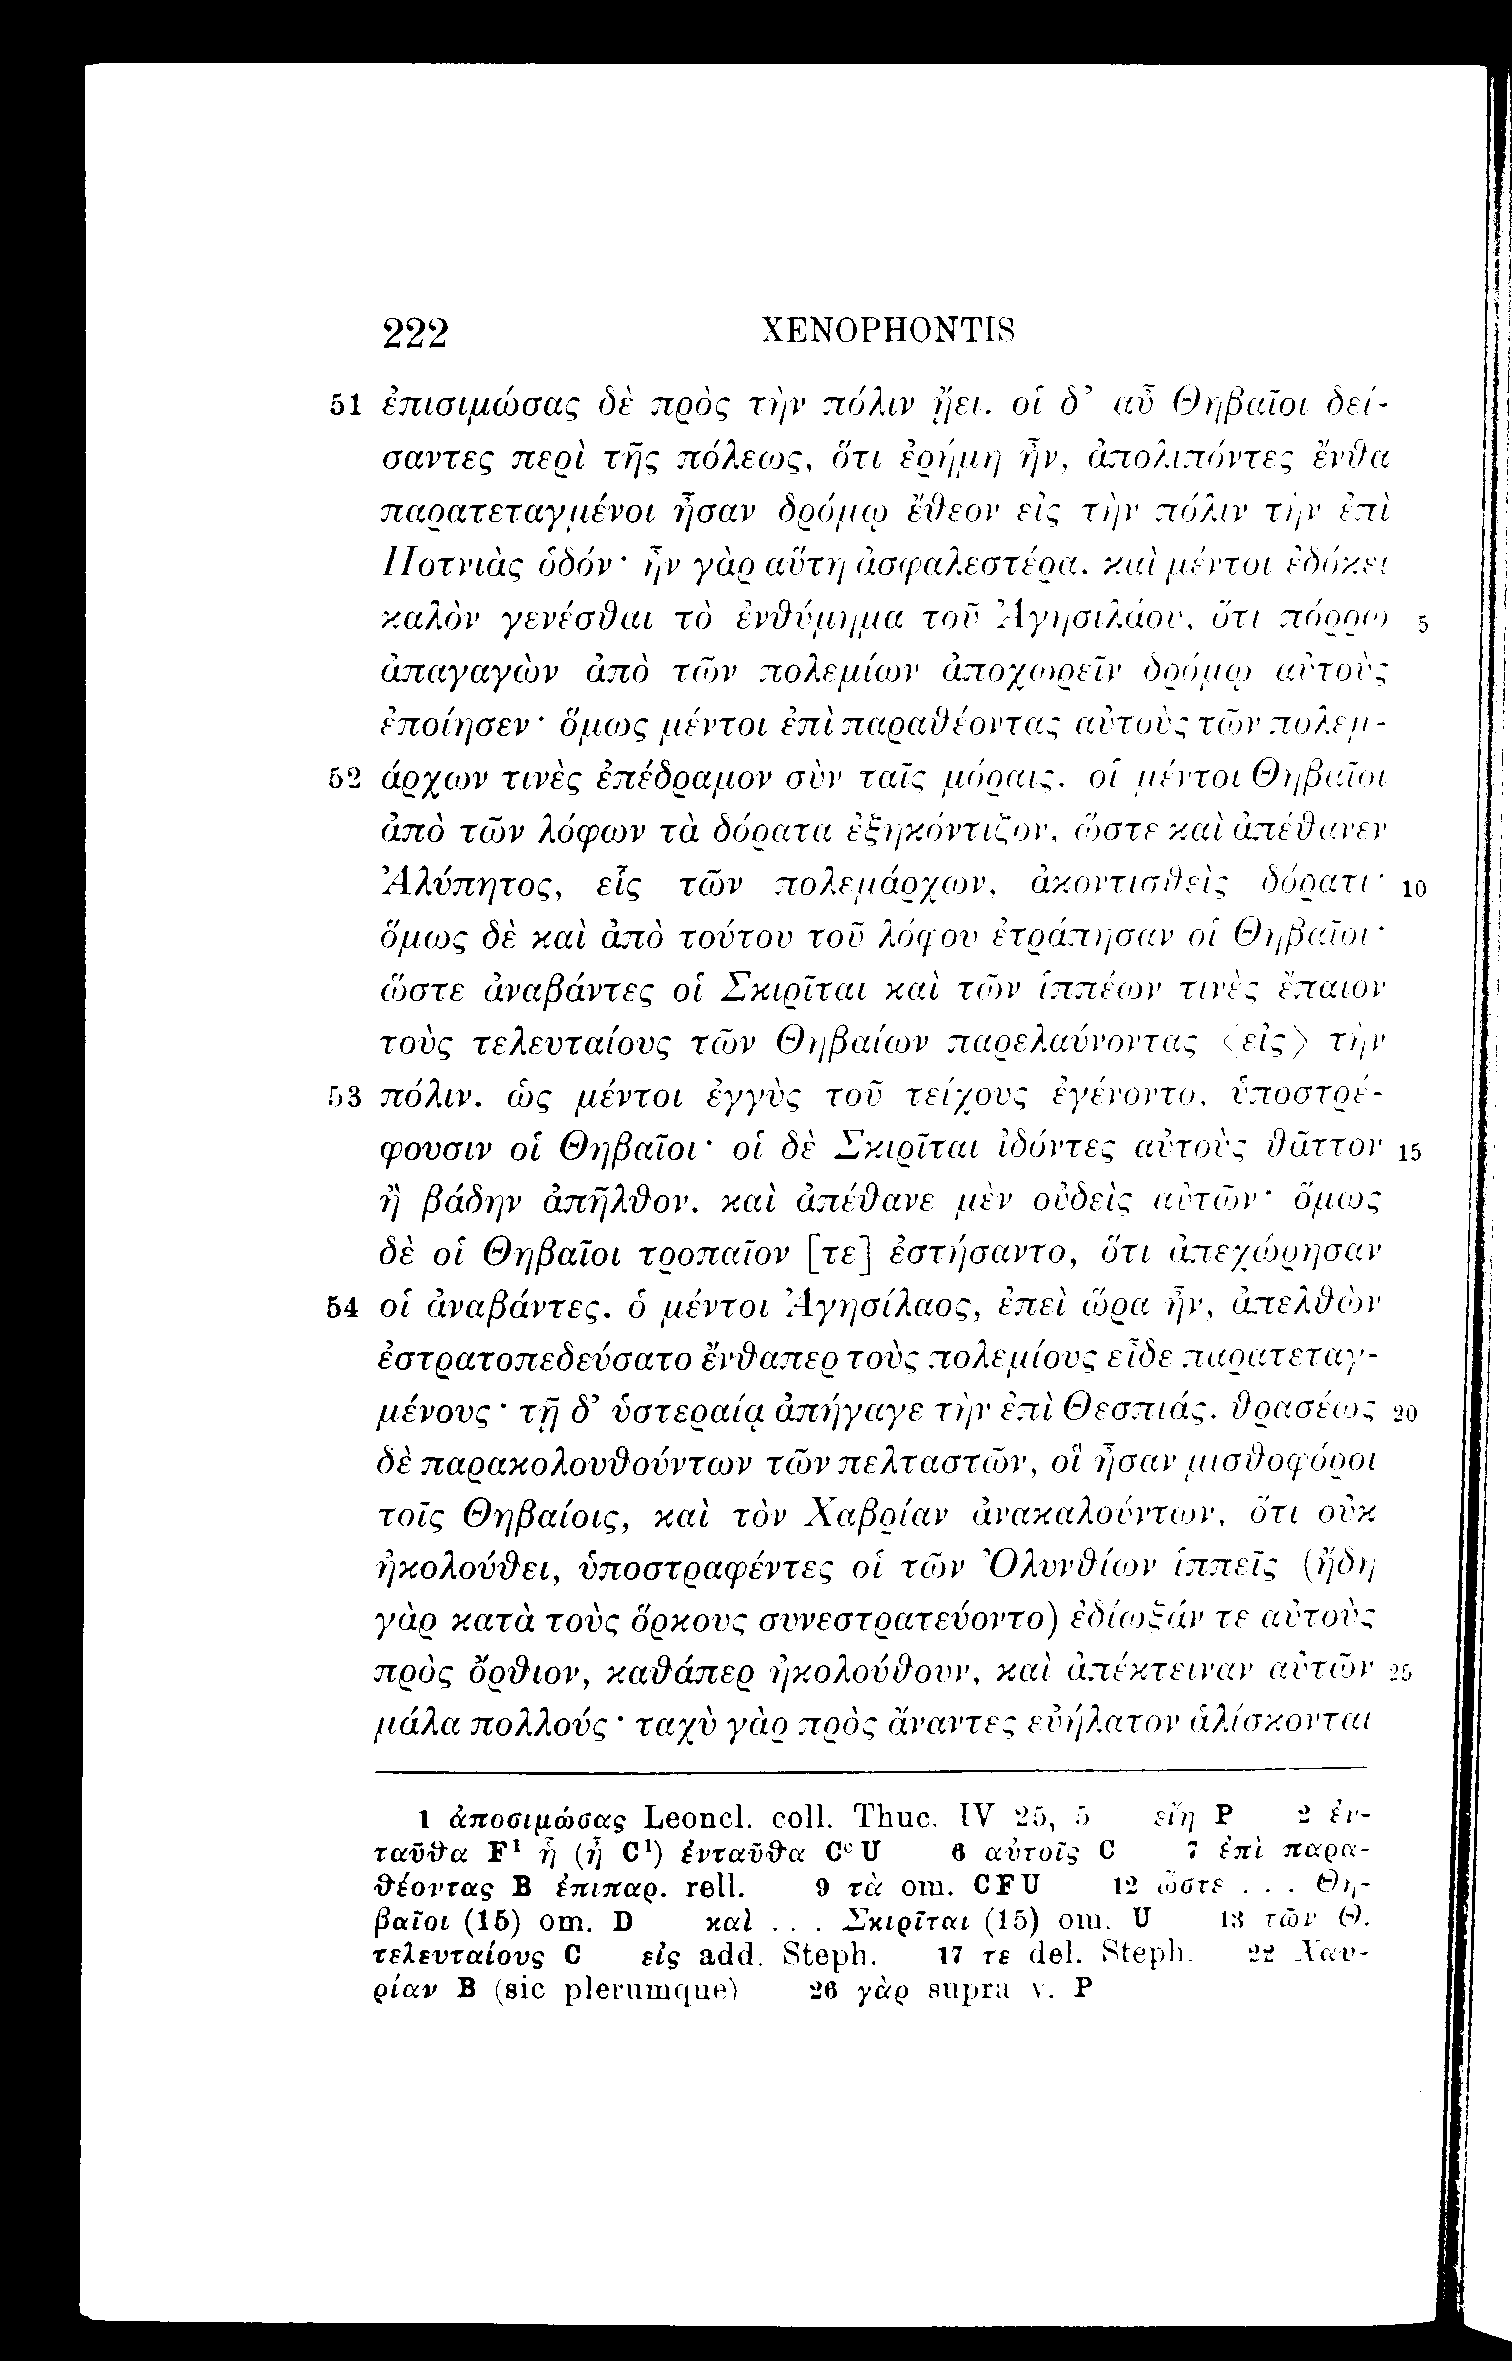 222 XENOPHONTIS
51 ἐπισιμώσας δὲ πρὸς τὴν πόλιν ᾔει. οἱ δ’ αὖ Θηβαῖοι δεί-
σαντες περὶ τῆς πόλεως, ὅτι ἐρήμη ἦν, ἀπολιπόντες ἔνθα
παρατεταγμένοι ἦσαν δρόμῳ ἔθεον εἰς τὴν πόλιν τὴν ἐπὶ
Ποτνιὰς ὁδόν· ἦν γὰρ αὕτη ἀσφαλεστέρα. καὶ μέντοι ἐδόκει
καλὸν γενέσθαι τὸ ἐνθύμημα τοῦ Ἀγησιλάου, ὅτι πόρρω 5
ἀπαγαγὼν ἀπὸ τῶν πολεμίων ἀποχωρεῖν δρόμῳ αὐτοὺς
ἐποίησεν· ὅμως μέντοι ἐπὶ παραθέοντας αὐτοὺς τῶν πολεμ-
52 άρχων τινὲς ἐπέδραμον σὺν ταῖς μόραις. οἱ μέντοι Θηβαῖοι
ἀπὸ τῶν λόφων τὰ δόρατα ἐξηκόντιζον, ὥστε καὶ ἀπέθανεν
Ἀλύπητος, εἷς τῶν πολεμάρχων, ἀκοντισθεὶς δόρατι· 10
ὅμως δὲ καὶ ἀπὸ τούτου τοῦ λόφου ἐτράπησαν οἱ Θηβαῖοι·
ὥστε ἀναβάντες οἱ Σκιρῖται καὶ τῶν ἱππέων τινὲς ἔπαιον
τοὺς τελευταίους τῶν Θηβαίων παρελαύνοντας 〈εἰς〉 τὴν
53 πόλιν. ὡς μέντοι ἐγγὺς τοῦ τείχους ἐγένοντο, ὑποστρέ-
φουσιν οἱ Θηβαῖοι· οἱ δὲ Σκιρῖται ἰδόντες αὐτοὺς θᾶττον 15
ἢ βάδην ἀπῆλθον. καὶ ἀπέθανε μὲν οὐδεὶς αὐτῶν· ὅμως
δὲ οἱ Θηβαῖοι τροπαῖον [τε] ἐστήσαντο, ὅτι ἀπεχώρησαν
54 οἱ ἀναβάντες. ὁ μέντοι Ἀγησίλαος, ἐπεὶ ὥρα ἦν, ἀπελθὼν
ἐστρατοπεδεύσατο ἔνθαπερ τοὺς πολεμίους εἶδε παρατεταγ-
μένους· τῇ δ’ ὑστεραίᾳ ἀπήγαγε τὴν ἐπὶ Θεσπιάς. θρασέως 20
δὲ παρακολουθούντων τῶν πελταστῶν, οἳ ἦσαν μισθοφόροι
τοῖς Θηβαίοις, καὶ τὸν Χαβρίαν ἀνακαλούντων, ὅτι οὐκ
ἠκολούθει, ὑποστραφέντες οἱ τῶν Ὀλυνθίων ἱππεῖς (ἤδη
γὰρ κατὰ τοὺς ὅρκους συνεστρατεύοντο) ἐδίωξάν τε αὐτοὺς
πρὸς ὄρθιον, καθάπερ ἠκολούθουν, καὶ ἀπέκτειναν αὐτῶν 25
μάλα πολλούς· ταχὺ γὰρ πρὸς ἄναντες εὐήλατον ἁλίσκονται
1 ἀποσιμώσας Leoncl. coll. Thuc. IV 25, 5 εἴη P 2 ἐν-
ταῦθα F¹ ἦ (ᾗ C¹) ἐνταῦθα Cᶜ U 6 αὐτοῖς C 7 ἐπὶ παρα-
θέοντας B ἐπιπαρ. rell. 9 τὰ om. CFU 12 ὥστε . . . Θη-
βαῖοι (15) om. D καὶ . . . Σκιρῖται (15) om. U 13 τῶν Θ.
τελευταίους C εἰς add. Steph. 17 τε del. Steph. 22 Χαυ-
ρίαν B (sic plerumque) 26 γὰρ supra v. P